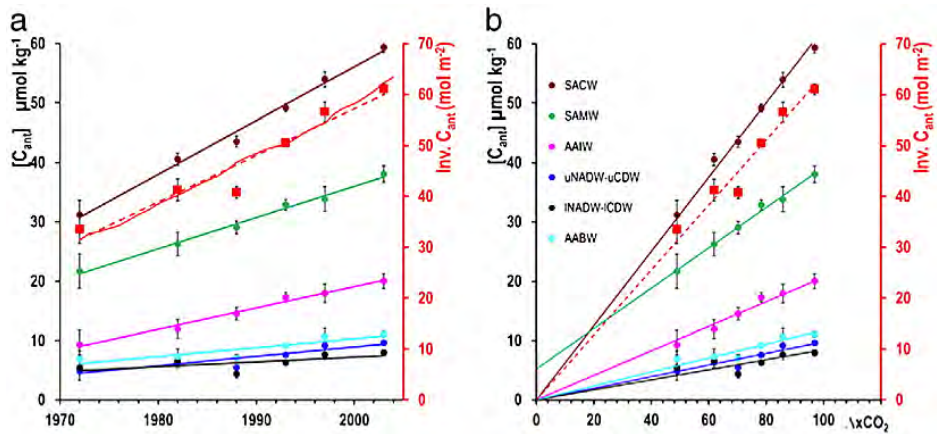 a
[Cant] µmol kg-1
60
50
40
30
20
10
0
1970 1980 1990 2000
70
60
50
40
30
20
10
0
Inv. Cant (mol m-2)
b
[Cant] µmol kg-1
60
50
40
30
20
10
0
SACW
SAMW
AAIW
uNADW-uCDW
lNADW-lCDW
AABW
0 20 40 60 80 100 .\xCO2
70
60
50
40
30
20
10
0
Inv. Cant (mol m-2)